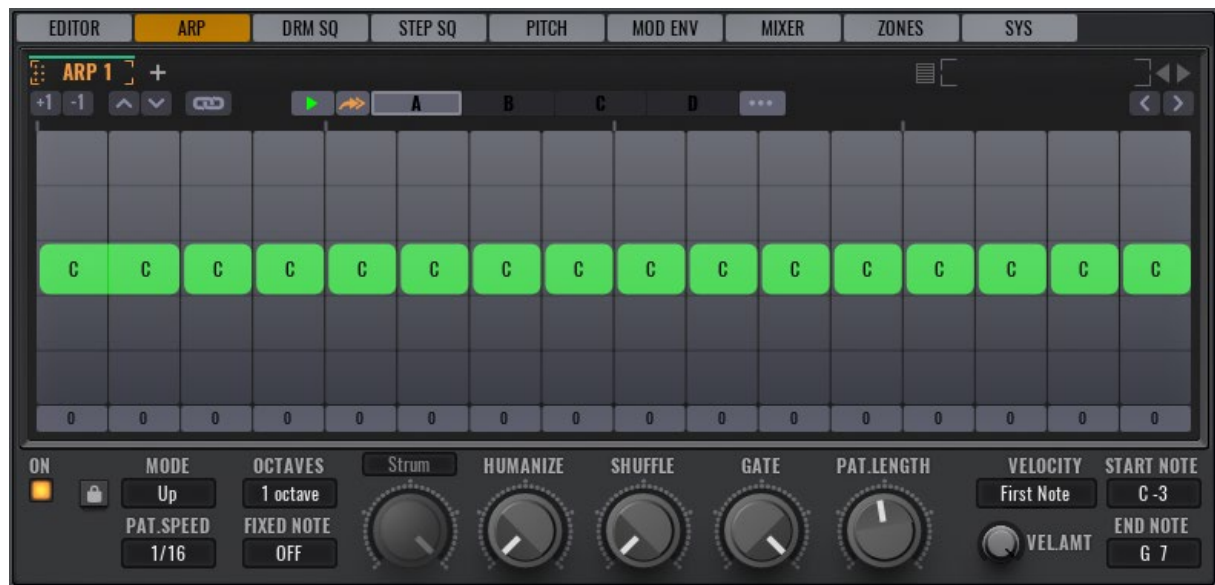 EDITOR ARP DRM SQ STEP SQ PITCH MOD ENV MIXER ZONES SYS
ARP 1 +
+1 -1 A B C D •••
C C C C C C C C C C C C C C C C
0 0 0 0 0 0 0 0 0 0 0 0 0 0 0 0
ON MODE OCTAVES Strum HUMANIZE SHUFFLE GATE PAT.LENGTH VELOCITY START NOTE
Up 1 octave First Note C -3
PAT.SPEED FIXED NOTE VEL.AMT END NOTE
1/16 OFF G 7